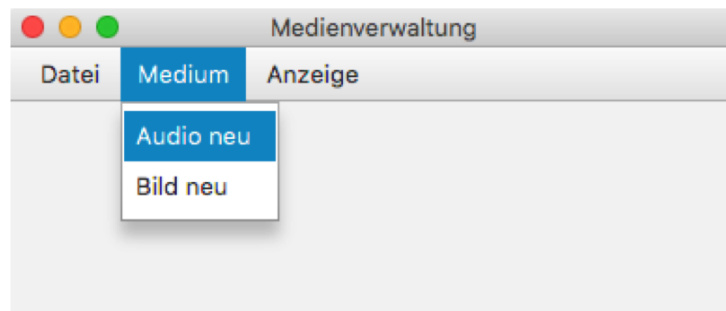 Medienverwaltung
Datei Medium Anzeige
Audio neu
Bild neu